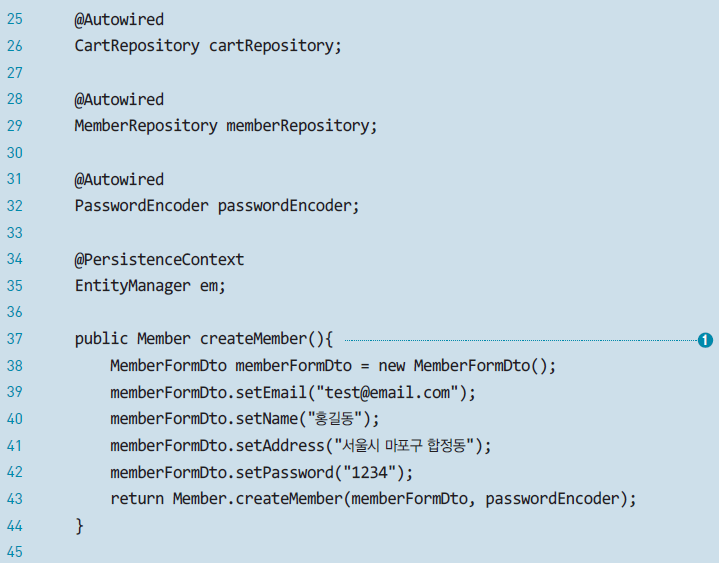 25 @Autowired
26 CartRepository cartRepository;
27
28 @Autowired
29 MemberRepository memberRepository;
30
31 @Autowired
32 PasswordEncoder passwordEncoder;
33
34 @PersistenceContext
35 EntityManager em;
36
37 public Member createMember(){ 1
38 MemberFormDto memberFormDto = new MemberFormDto();
39 memberFormDto.setEmail("test@email.com");
40 memberFormDto.setName("홍길동");
41 memberFormDto.setAddress("서울시 마포구 합정동");
42 memberFormDto.setPassword("1234");
43 return Member.createMember(memberFormDto, passwordEncoder);
44 }
45